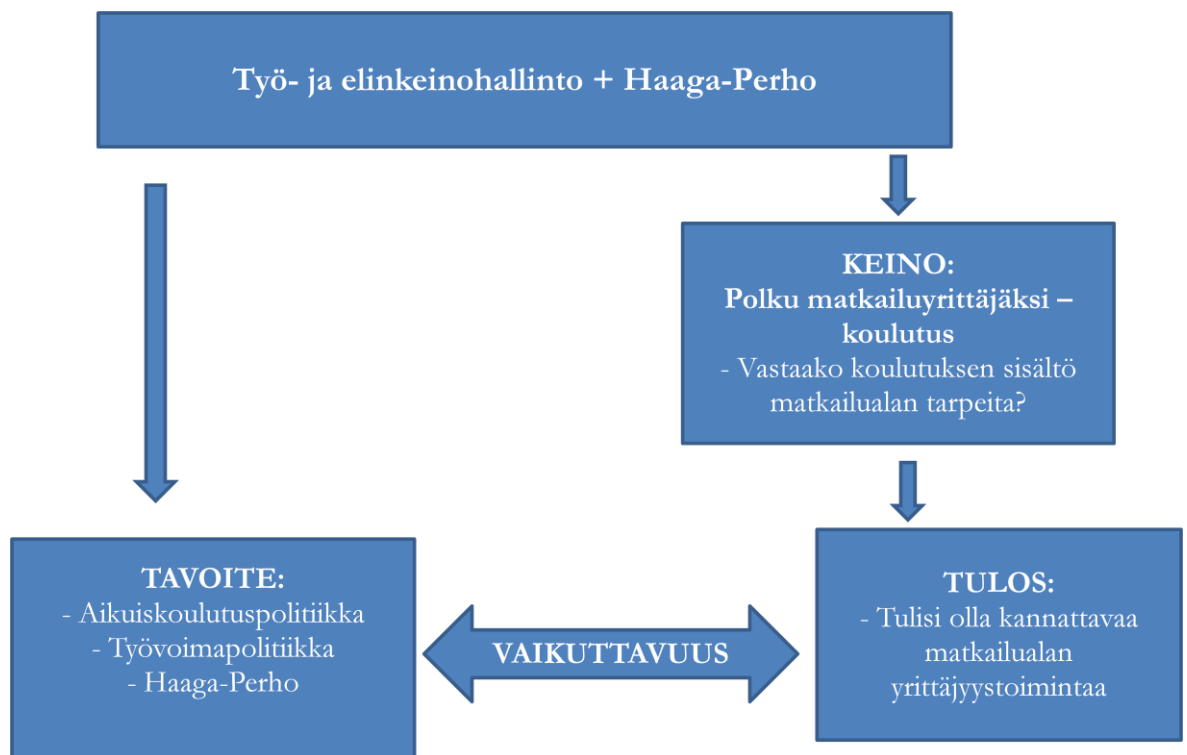 Työ- ja elinkeinohallinto + Haaga-Perho
KEINO:
Polku matkailuyrittäjäksi –
koulutus
- Vastaako koulutuksen sisältö
matkailualan tarpeita?
TAVOITE:
- Aikuiskoulutuspolitiikka
- Työvoimapolitiikka
- Haaga-Perho
VAIKUTTAVUUS
TULOS:
- Tulisi olla kannattavaa
matkailualan
yrittäjyystoimintaa